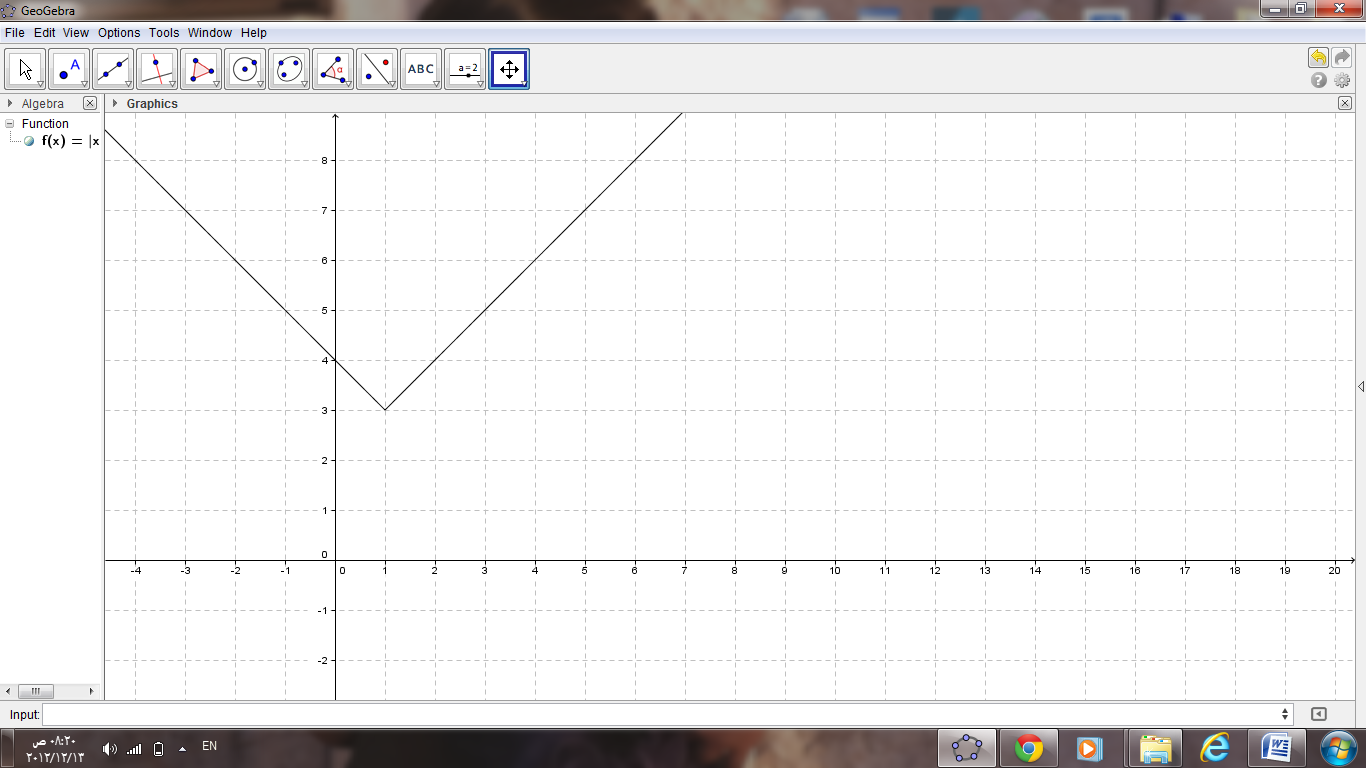 GeoGebra
File Edit View Options Tools Window Help
A α ABC a=2
Algebra Graphics
Function
f(x) = |x
8
7
6
5
4
3
2
1
0
-4 -3 -2 -1 0 1 2 3 4 5 6 7 8 9 10 11 12 13 14 15 16 17 18 19 20
-1
-2
Input:
٠٨:٢٠ ص
EN
٢٠١٢/١٢/١٣